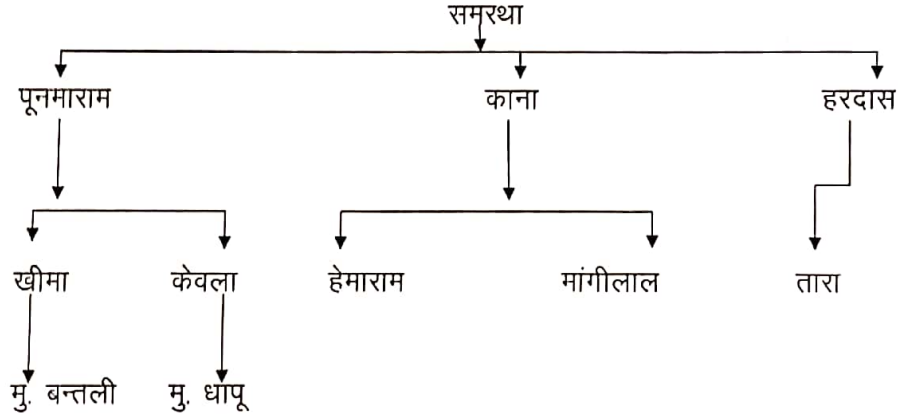 समरथा
पूनमाराम काना हरदास
खीमा केवला हेमाराम मांगीलाल तारा
मु. बन्तली मु. धापू